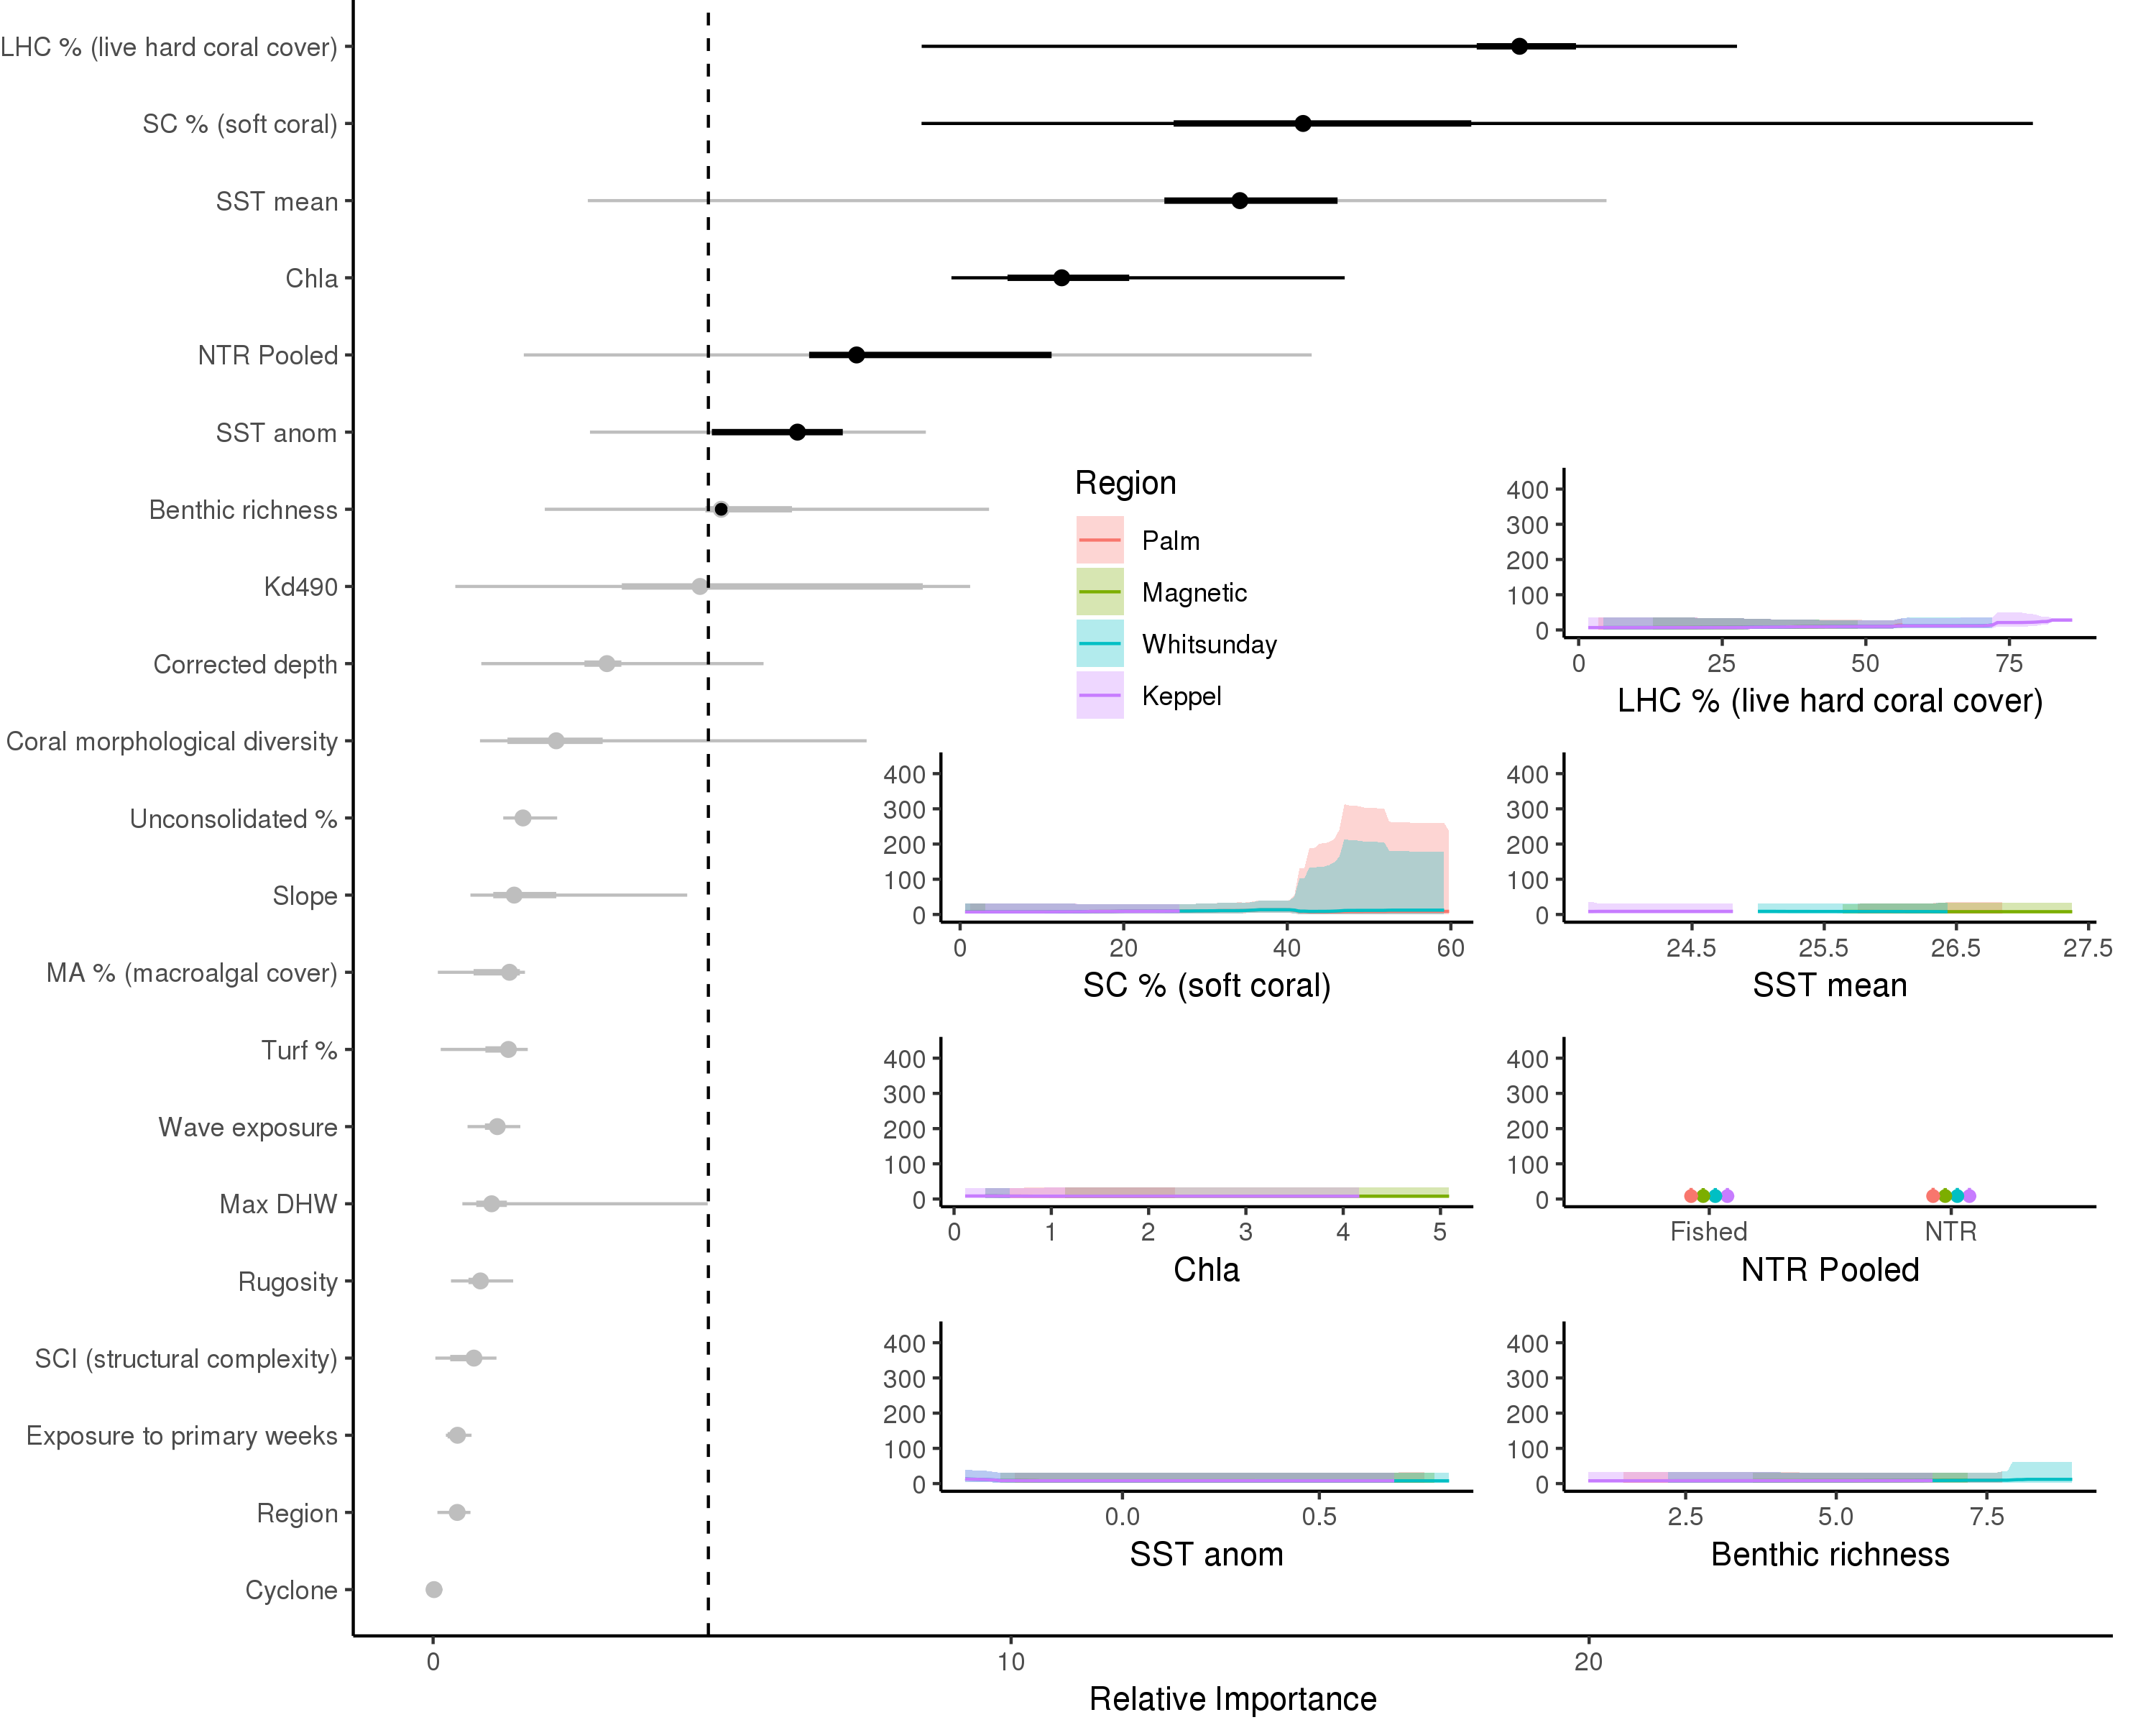 LHC % (live hard coral cover)
SC % (soft coral)
SST mean
Chla
NTR Pooled
SST anom
Benthic richness
Kd490
Corrected depth
Coral morphological diversity
Unconsolidated %
Slope
MA % (macroalgal cover)
Turf %
Wave exposure
Max DHW
Rugosity
SCI (structural complexity)
Exposure to primary weeks
Region
Cyclone
0 10 20
Relative Importance
Region
Palm
Magnetic
Whitsunday
Keppel
400
300
200
100
0
0 25 50 75
LHC % (live hard coral cover)
400
300
200
100
0
0 20 40 60
SC % (soft coral)
400
300
200
100
0
24.5 25.5 26.5 27.5
SST mean
400
300
200
100
0
0 1 2 3 4 5
Chla
400
300
200
100
0
Fished NTR
NTR Pooled
400
300
200
100
0
0.0 0.5
SST anom
400
300
200
100
0
2.5 5.0 7.5
Benthic richness